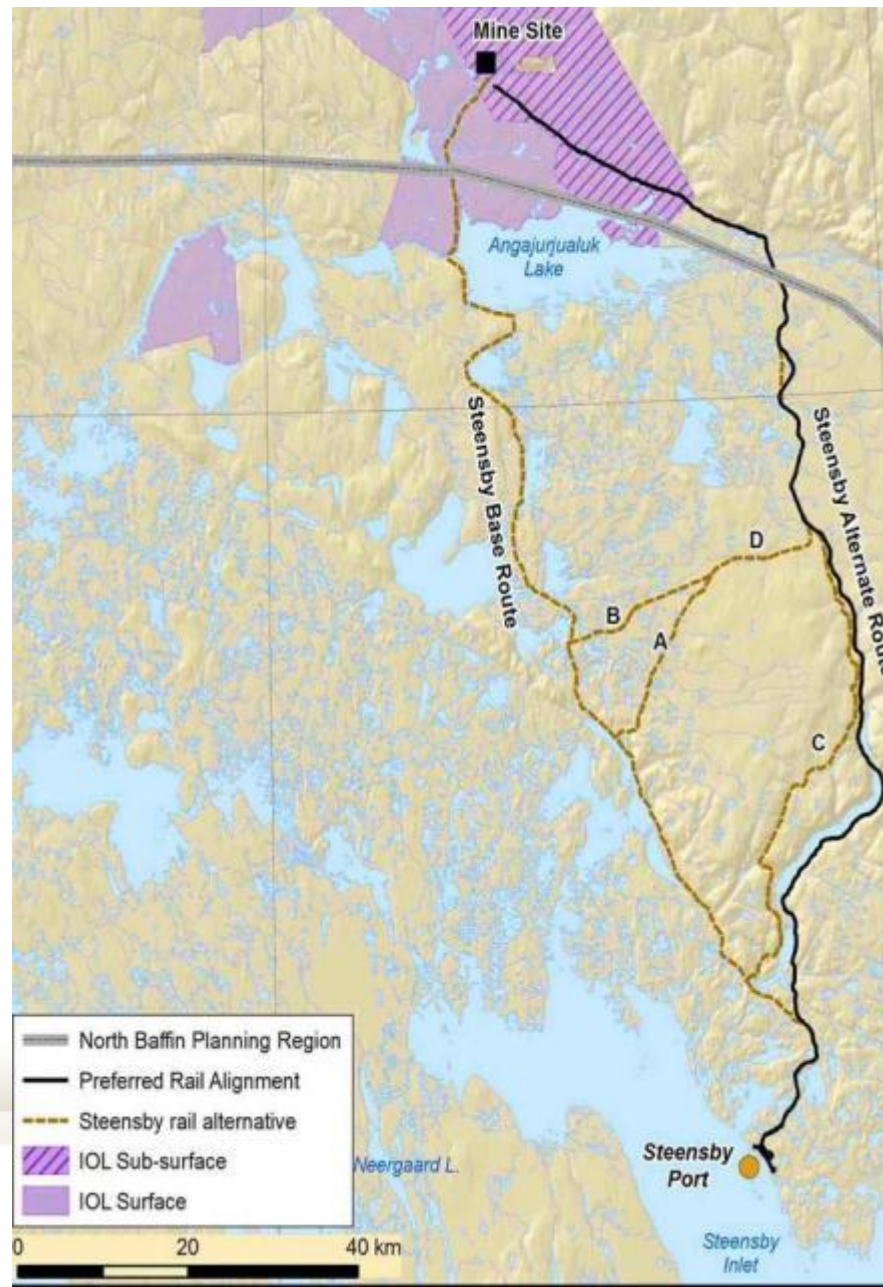 Mine Site
Angajurjualuk
Lake
Steensby Base Route
Steensby Alternate Route
D
B
A
C
North Baffin Planning Region
Preferred Rail Alignment
Steensby rail alternative
IOL Sub-surface
IOL Surface
Neergaard L.
Steensby
Port
Steensby
Inlet
0 20 40 km